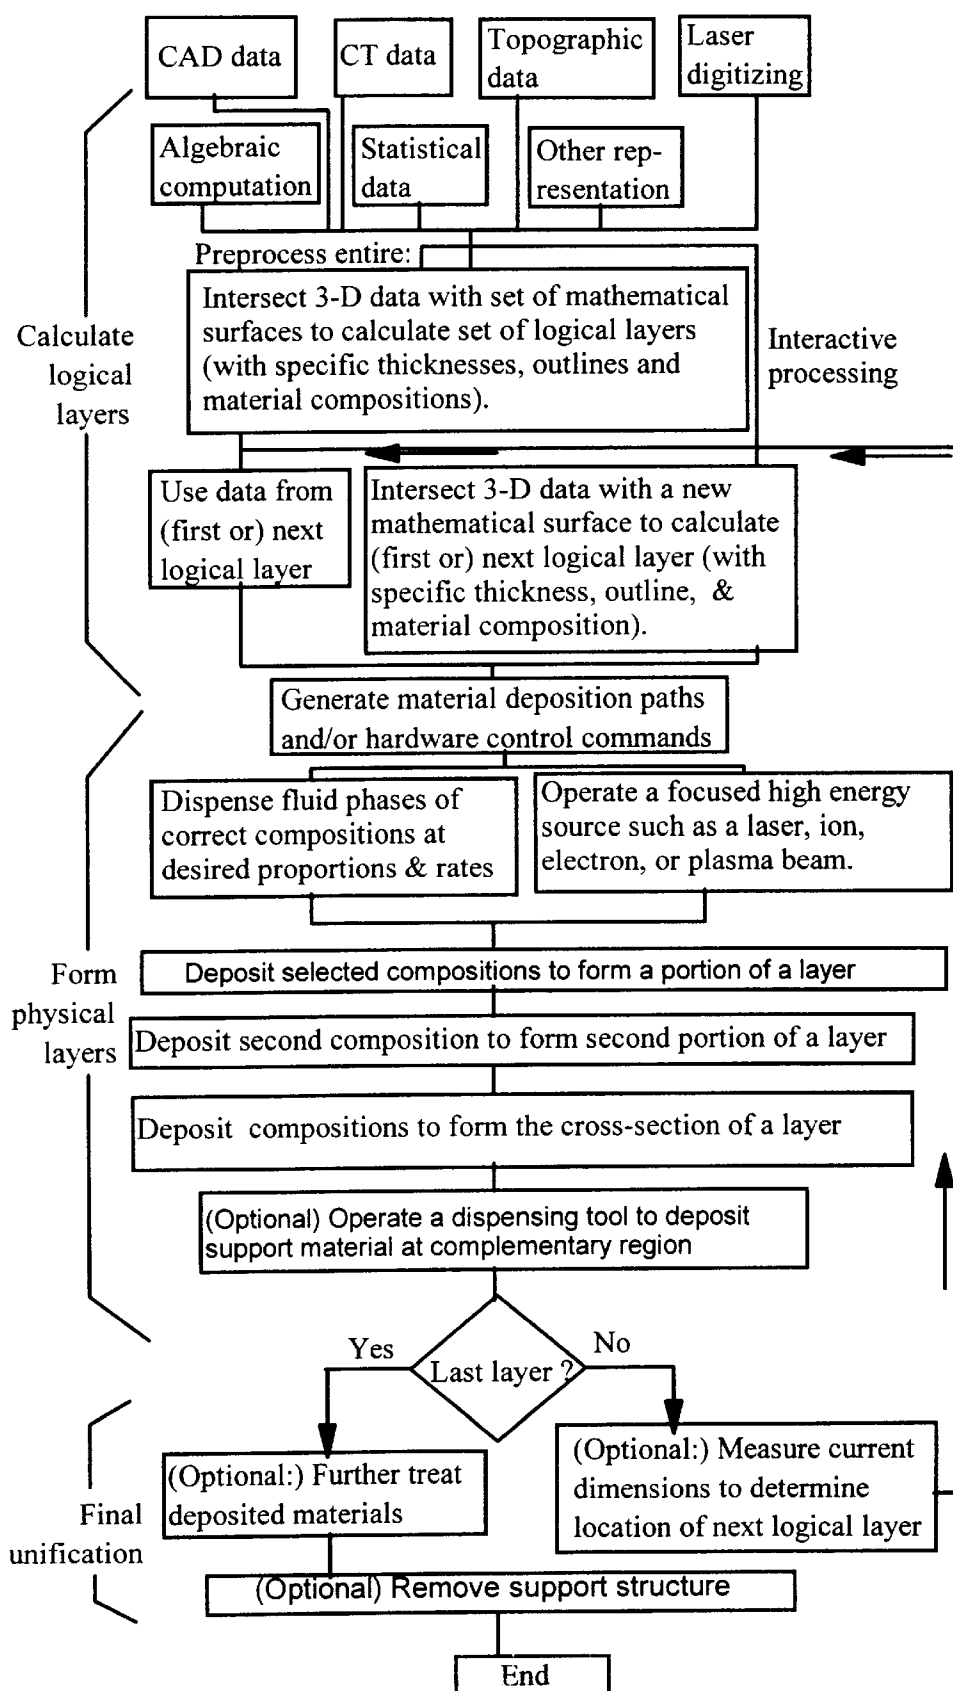 CAD data
CT data
Topographic
data
Laser
digitizing
Algebraic
computation
Statistical
data
Other rep-
resentation
Preprocess entire:
Intersect 3-D data with set of mathematical
surfaces to calculate set of logical layers
(with specific thicknesses, outlines and
material compositions).
Calculate
logical
layers
Interactive
processing
Use data from
(first or) next
logical layer
Intersect 3-D data with a new
mathematical surface to calculate
(first or) next logical layer (with
specific thickness, outline, &
material composition).
Generate material deposition paths
and/or hardware control commands
Dispense fluid phases of
correct compositions at
desired proportions & rates
Operate a focused high energy
source such as a laser, ion,
electron, or plasma beam.
Form
physical
layers
Deposit selected compositions to form a portion of a layer
Deposit second composition to form second portion of a layer
Deposit compositions to form the cross-section of a layer
(Optional) Operate a dispensing tool to deposit
support material at complementary region
Yes
No
Last layer ?
(Optional:) Further treat
deposited materials
(Optional:) Measure current
dimensions to determine
location of next logical layer
Final
unification
(Optional) Remove support structure
End